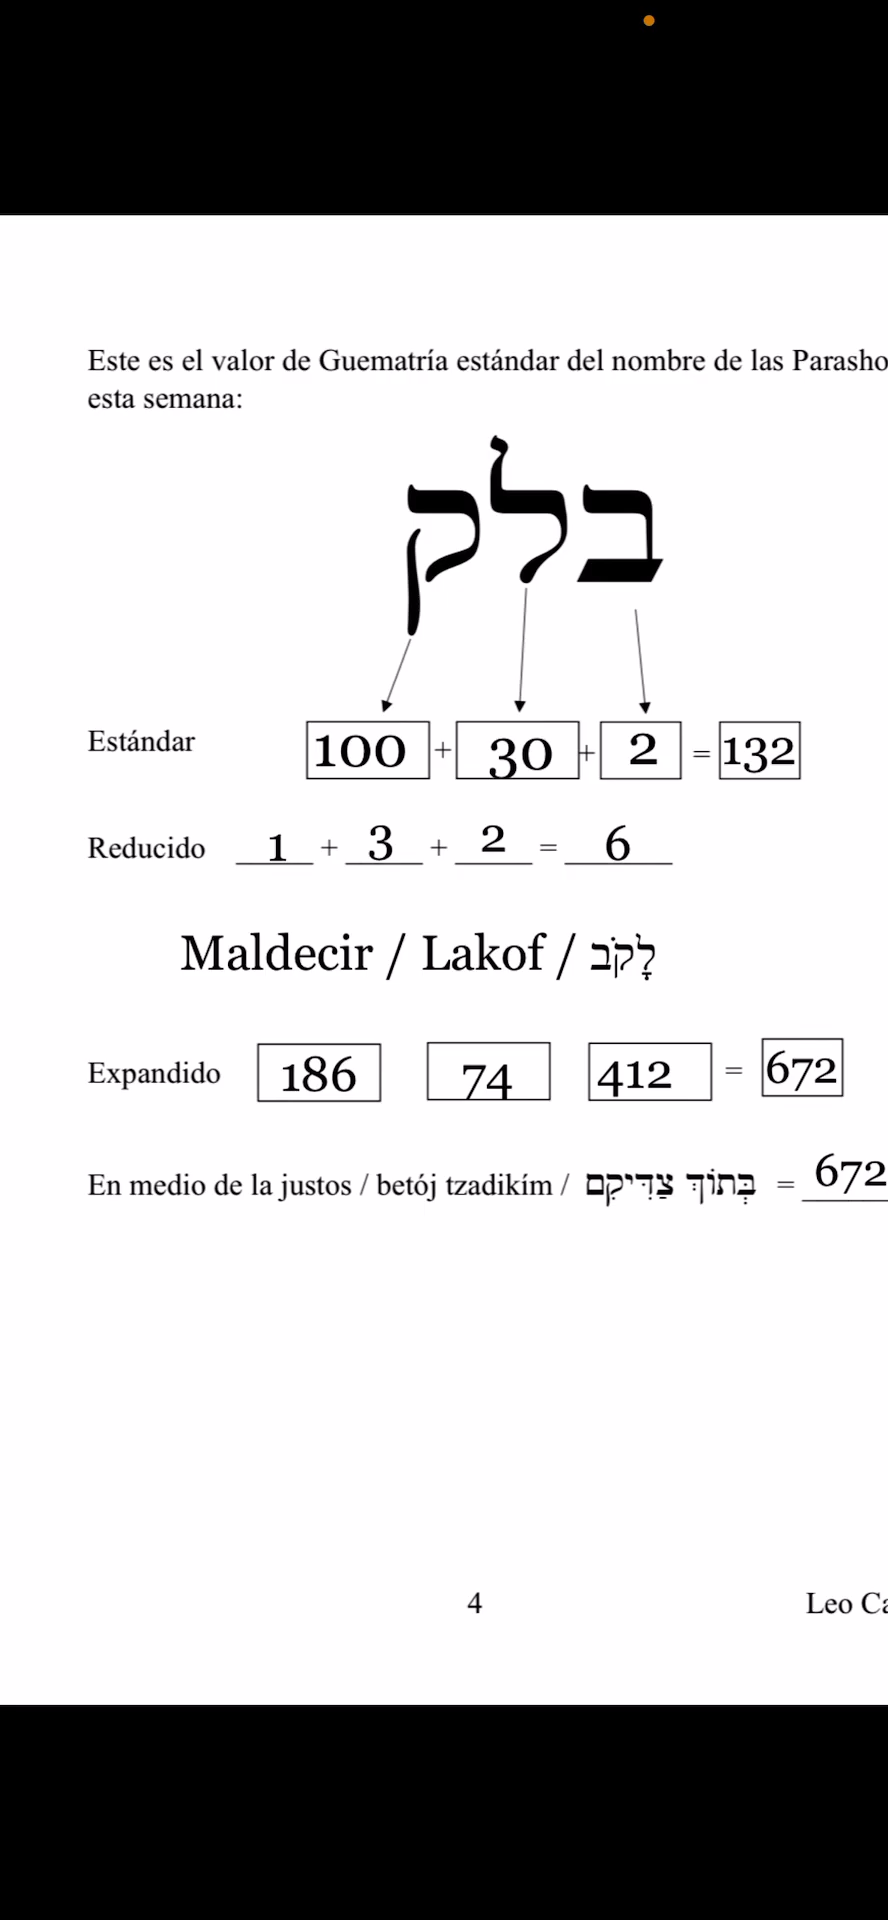 Este es el valor de Guematría estándar del nombre de las Parasho
esta semana:
בלק
Estándar 100 + 30 + 2 = 132
Reducido 1 + 3 + 2 = 6
Maldecir / Lakof / לָקֹב
Expandido 186 74 412 = 672
En medio de la justos / betój tzadikím / בְּתוֹךְ צַדִּיקִם = 672
4 Leo Ca